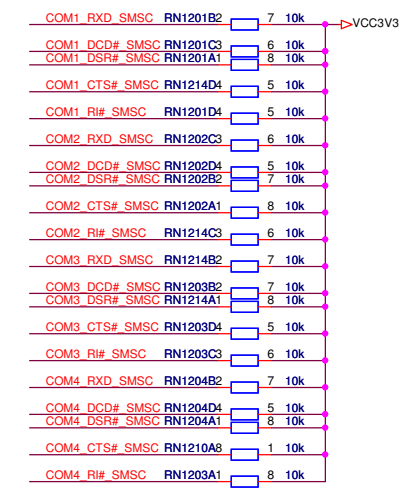 COM1_RXD_SMSC RN1201B2 7 10k VCC3V3
COM1_DCD#_SMSC RN1201C3 6 10k
COM1_DSR#_SMSC RN1201A1 8 10k
COM1_CTS#_SMSC RN1214D4 5 10k
COM1_RI#_SMSC RN1201D4 5 10k
COM2_RXD_SMSC RN1202C3 6 10k
COM2_DCD#_SMSC RN1202D4 5 10k
COM2_DSR#_SMSC RN1202B2 7 10k
COM2_CTS#_SMSC RN1202A1 8 10k
COM2_RI#_SMSC RN1214C3 6 10k
COM3_RXD_SMSC RN1214B2 7 10k
COM3_DCD#_SMSC RN1203B2 7 10k
COM3_DSR#_SMSC RN1214A1 8 10k
COM3_CTS#_SMSC RN1203D4 5 10k
COM3_RI#_SMSC RN1203C3 6 10k
COM4_RXD_SMSC RN1204B2 7 10k
COM4_DCD#_SMSC RN1204D4 5 10k
COM4_DSR#_SMSC RN1204A1 8 10k
COM4_CTS#_SMSC RN1210A8 1 10k
COM4_RI#_SMSC RN1203A1 8 10k